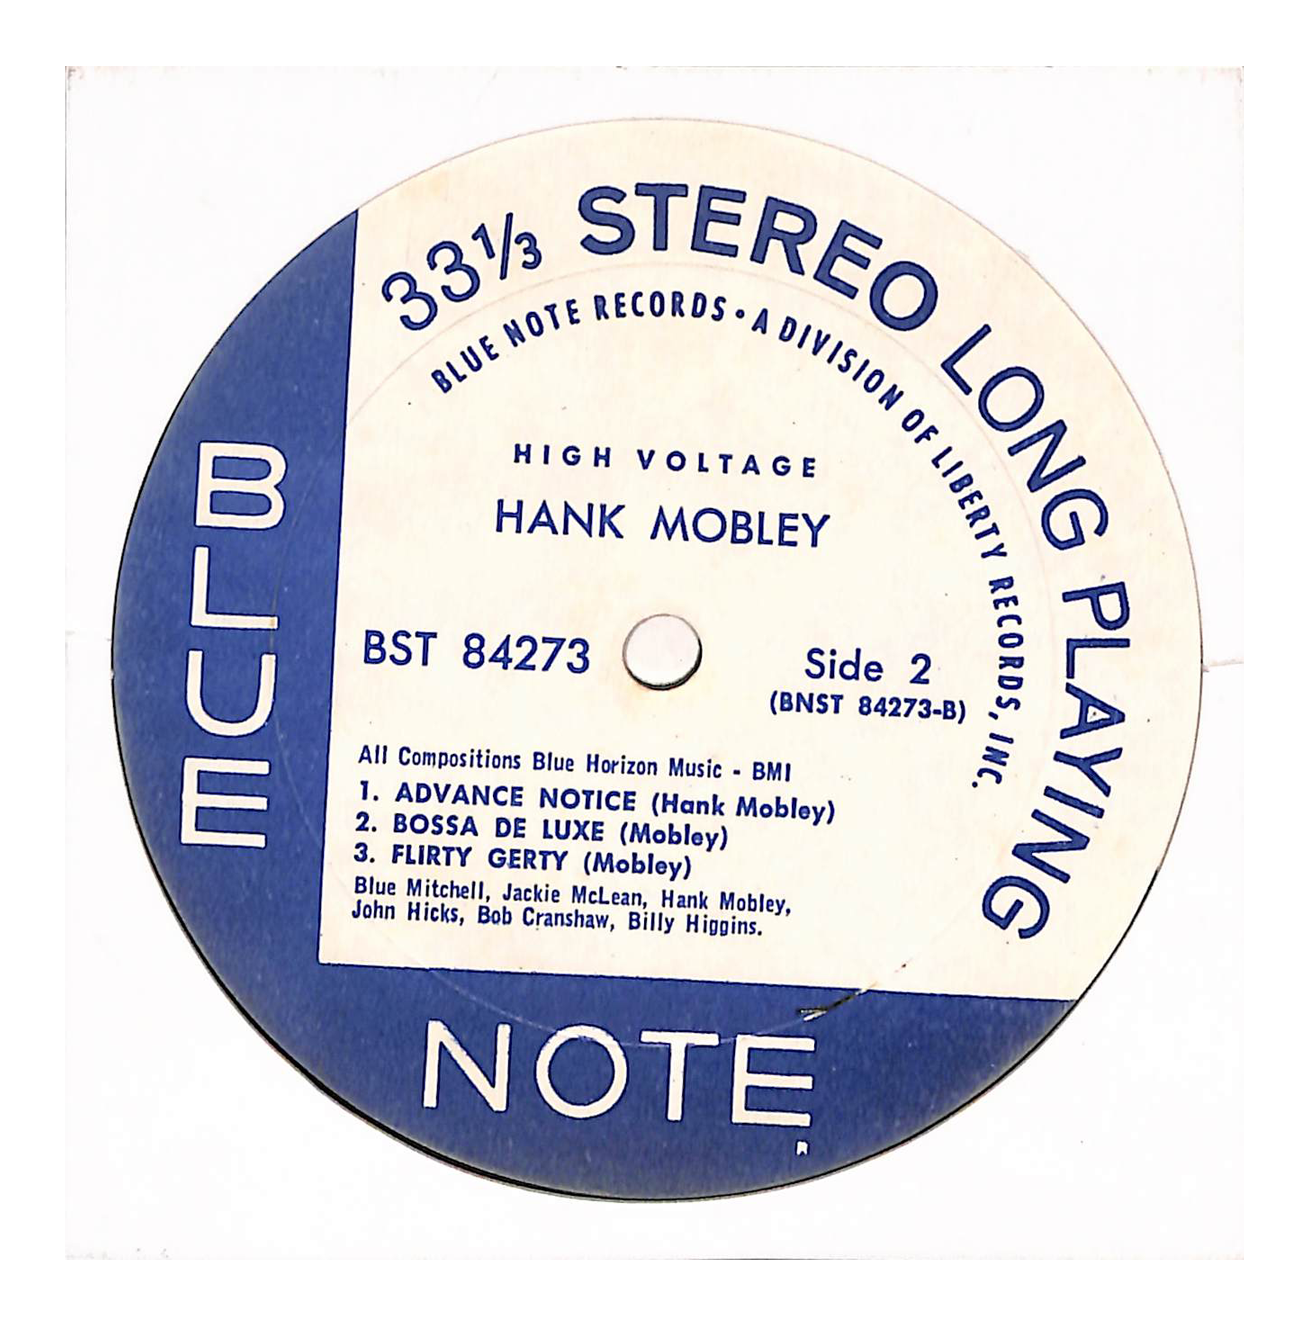 33⅓ STEREO LONG PLAYING
BLUE NOTE RECORDS • A DIVISION OF LIBERTY RECORDS, INC.
HIGH VOLTAGE
HANK MOBLEY
BST 84273
Side 2
(BNST 84273-B)
All Compositions Blue Horizon Music - BMI
1. ADVANCE NOTICE (Hank Mobley)
2. BOSSA DE LUXE (Mobley)
3. FLIRTY GERTY (Mobley)
Blue Mitchell, Jackie McLean, Hank Mobley,
John Hicks, Bob Cranshaw, Billy Higgins.
BLUE
NOTE